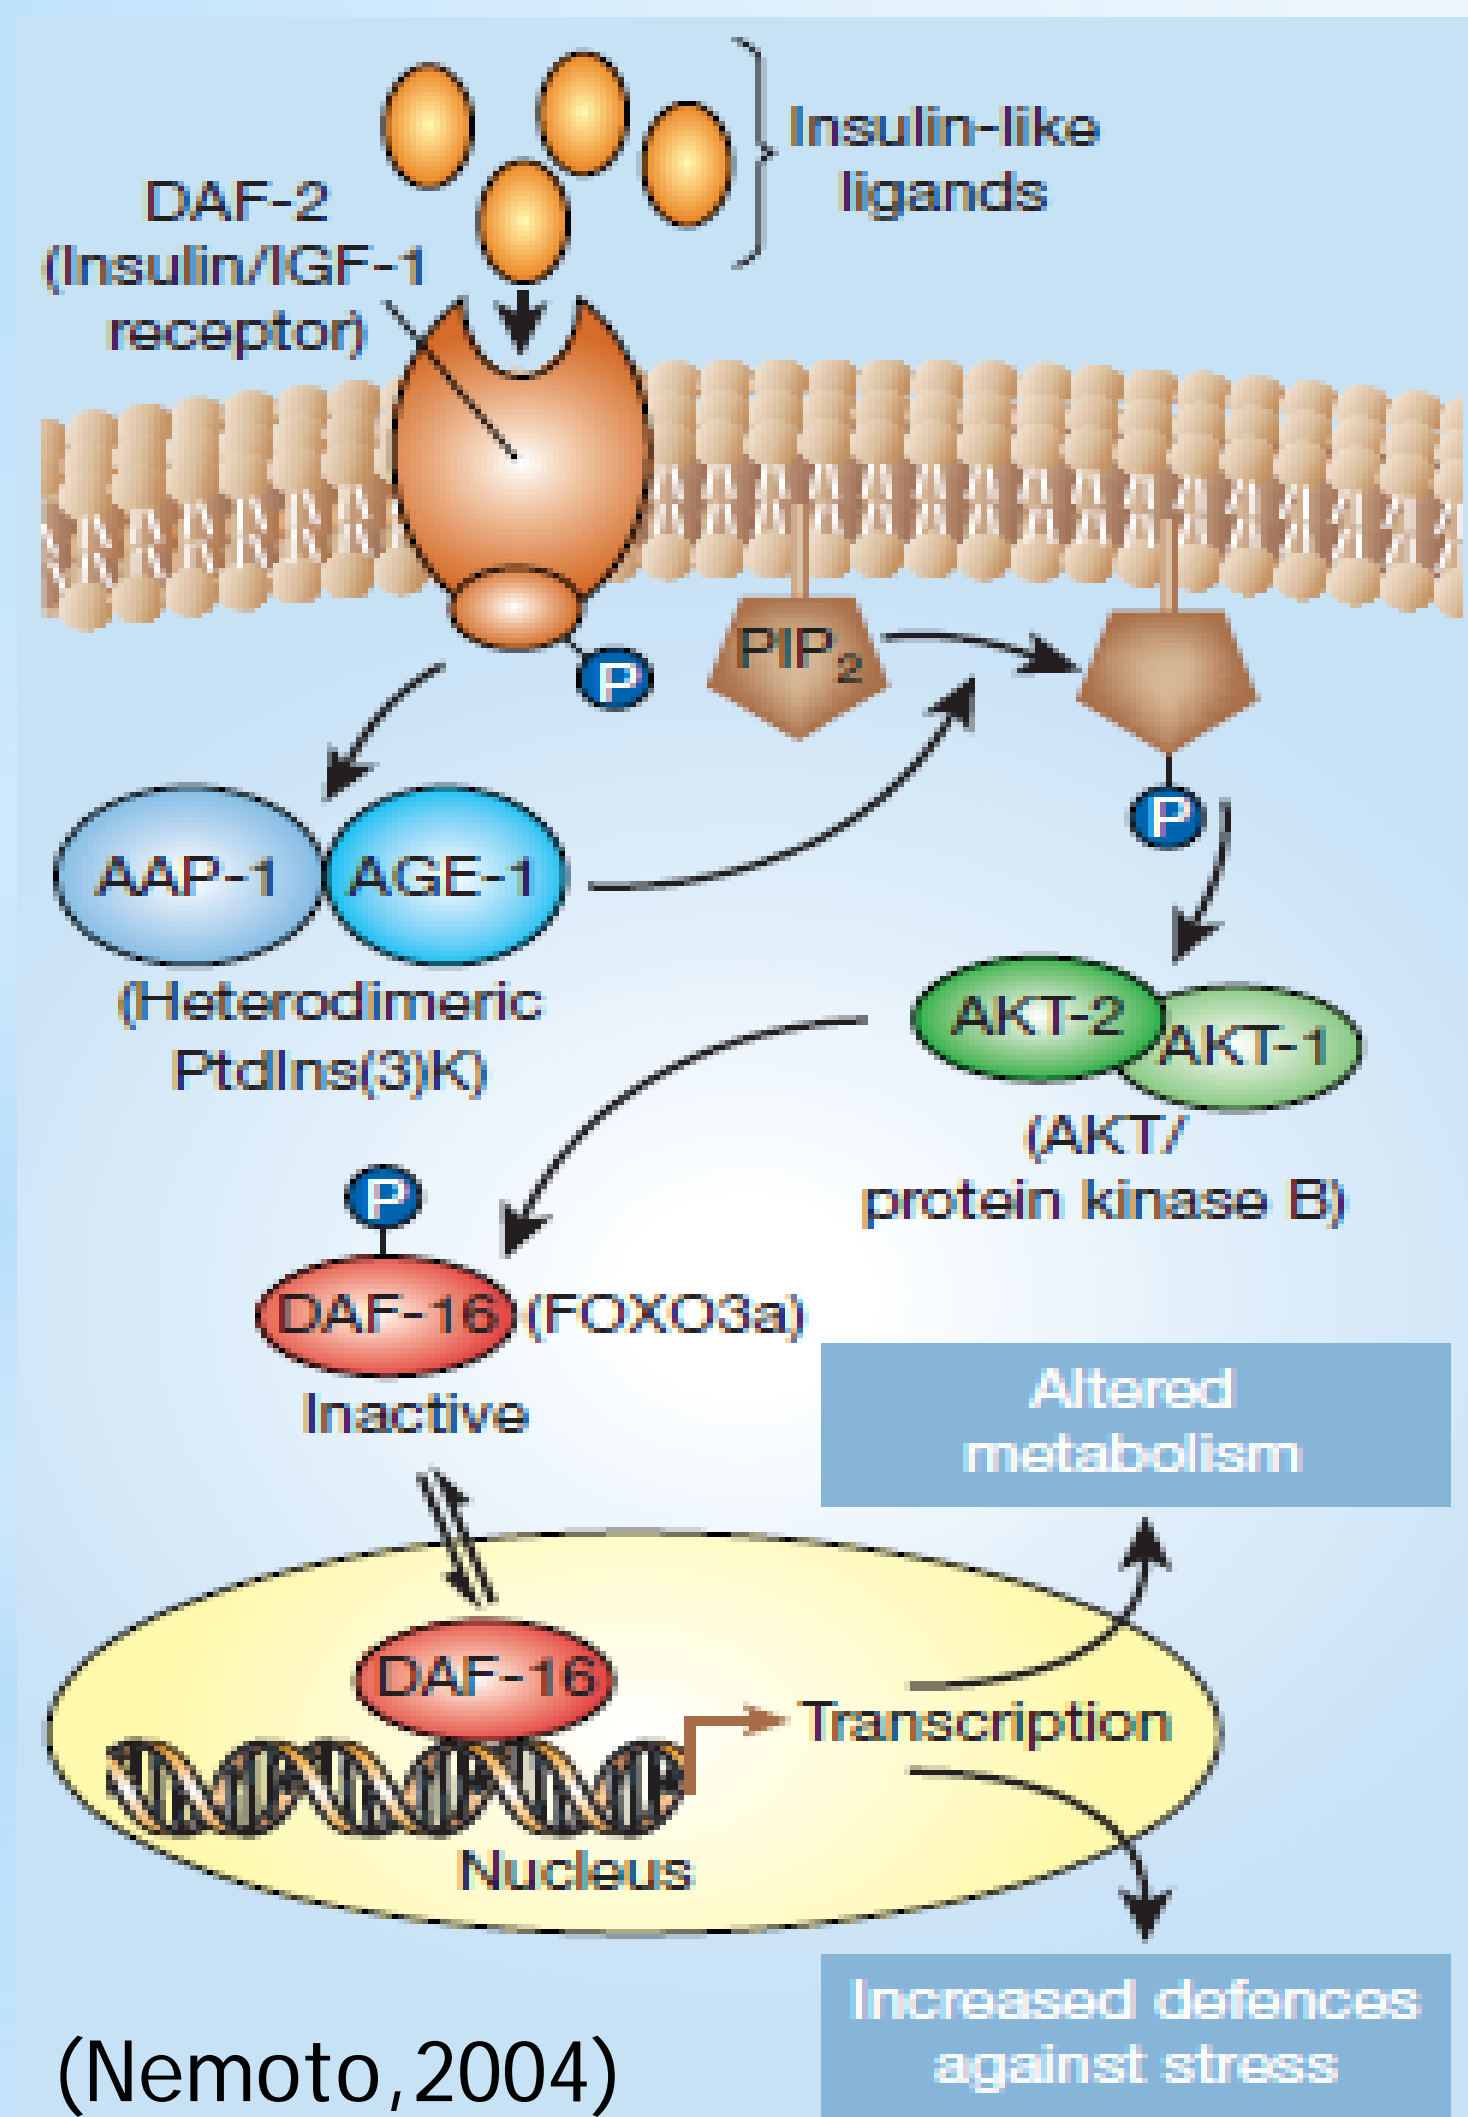 Insulin-like
ligands
DAF-2
(Insulin/IGF-1
receptor)
PIP2
P
P
AAP-1
AGE-1
(Heterodimeric
PtdIns(3)K)
AKT-2
AKT-1
(AKT/
protein kinase B)
P
DAF-16
(FOXO3a)
Inactive
Altered
metabolism
DAF-16
Transcription
Nucleus
Increased defences
against stress
(Nemoto,2004)